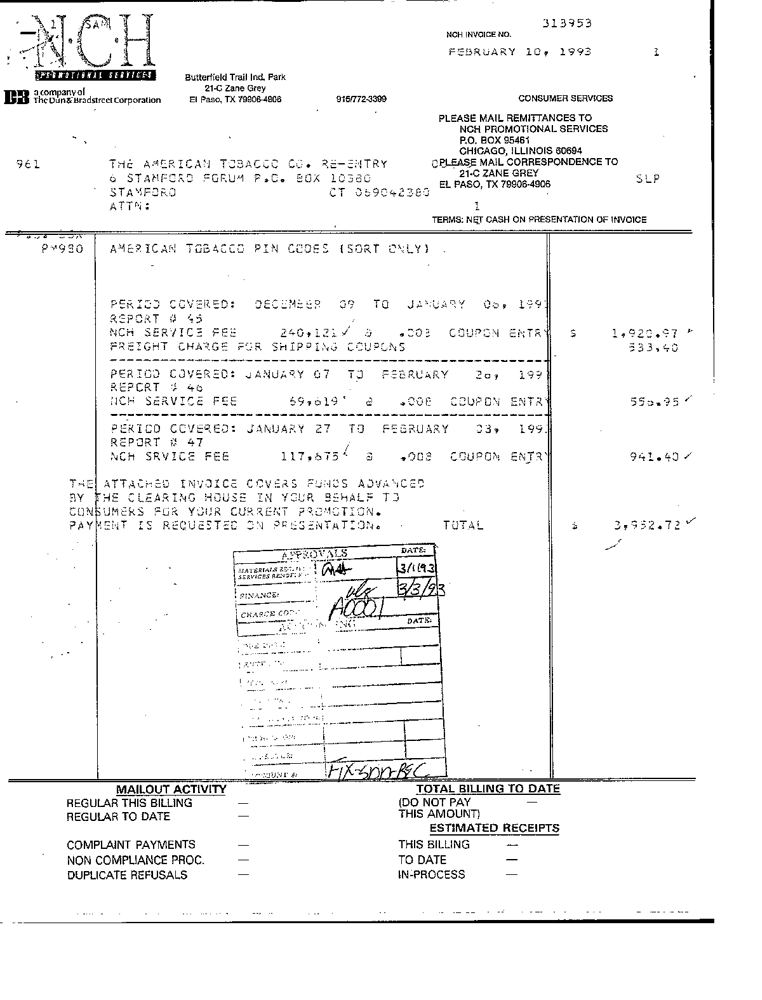 313953
NCH INVOICE NO.
FEBRUARY 10, 1993 1
SAM
NCH
PROMOTIONAL SERVICES
a company of
The Dun & Bradstreet Corporation
Butterfield Trail Ind. Park
21-C Zane Grey
El Paso, TX 79906-4906 915/772-3399
CONSUMER SERVICES
PLEASE MAIL REMITTANCES TO
NCH PROMOTIONAL SERVICES
P.O. BOX 95461
CHICAGO, ILLINOIS 60694
PLEASE MAIL CORRESPONDENCE TO
21-C ZANE GREY
EL PASO, TX 79906-4906
SLP
961 THE AMERICAN TOBACCO CO. RE-ENTRY
6 STAMFORD FORUM P.O. BOX 10380
STAMFORD CT 069042380
ATTN:
1
TERMS: NET CASH ON PRESENTATION OF INVOICE
PM980 AMERICAN TOBACCO PIN CODES (SORT ONLY)
PERIOD COVERED: DECEMBER 09 TO JANUARY 06, 199
REPORT # 45
NCH SERVICE FEE 240,121 @ .008 COUPON ENTRY $ 1,920.97
FREIGHT CHARGE FOR SHIPPING COUPONS 533.40
PERIOD COVERED: JANUARY 07 TO FEBRUARY 199
REPORT # 46
NCH SERVICE FEE 69,619 @ .008 COUPON ENTRY 556.95
PERIOD COVERED: JANUARY 27 TO FEBRUARY 03, 199
REPORT # 47
NCH SRVICE FEE 117,675 @ .008 COUPON ENTRY 941.40
THE ATTACHED INVOICE COVERS FUNDS ADVANCED
BY THE CLEARING HOUSE IN YOUR BEHALF TO
CONSUMERS FOR YOUR CURRENT PROMOTION.
PAYMENT IS REQUESTED ON PRESENTATION. TOTAL $ 3,952.72
APPROVALS DATE:
MATERIALS
SERVICES 3/1/93
FINANCE: 3/3/93
CHARGE CODE A0001
ACCOUNTING DATE:
MAILOUT ACTIVITY
REGULAR THIS BILLING —
REGULAR TO DATE —
COMPLAINT PAYMENTS —
NON COMPLIANCE PROC. —
DUPLICATE REFUSALS —
TOTAL BILLING TO DATE
(DO NOT PAY —
THIS AMOUNT)
ESTIMATED RECEIPTS
THIS BILLING —
TO DATE —
IN-PROCESS —